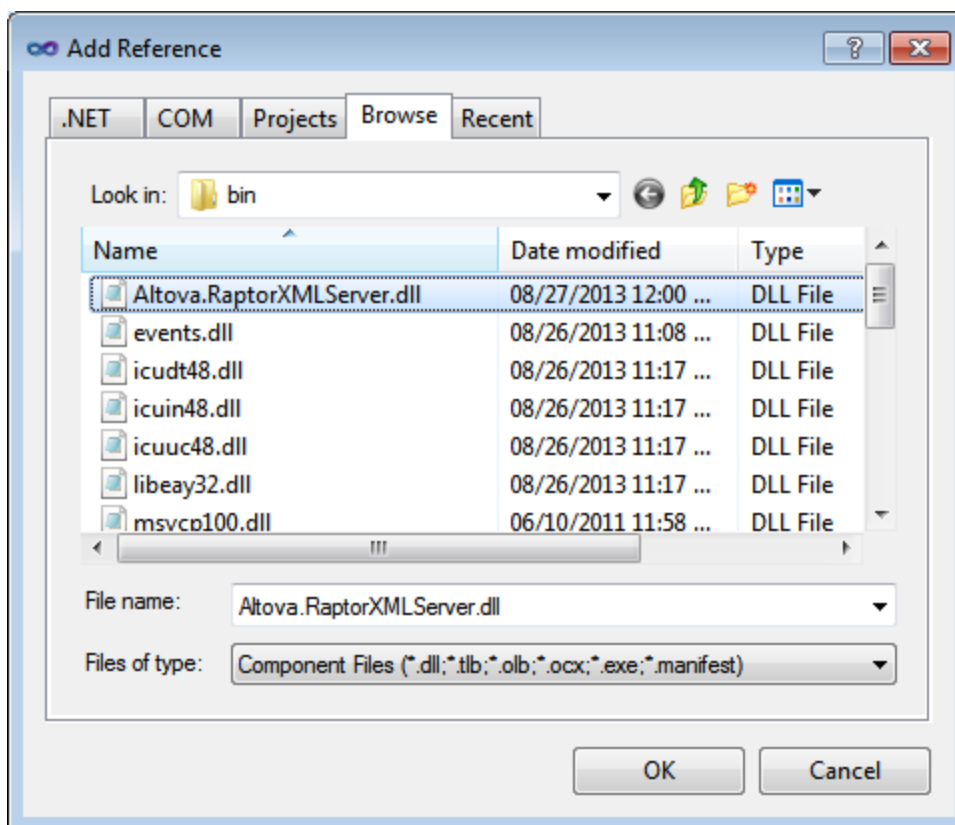 Add Reference
.NET COM Projects Browse Recent
Look in: bin
Name Date modified Type
Altova.RaptorXMLServer.dll 08/27/2013 12:00 ... DLL File
events.dll 08/26/2013 11:08 ... DLL File
icudt48.dll 08/26/2013 11:17 ... DLL File
icuin48.dll 08/26/2013 11:17 ... DLL File
icuuc48.dll 08/26/2013 11:17 ... DLL File
libeay32.dll 08/26/2013 11:17 ... DLL File
msvcp100.dll 06/10/2011 11:58 ... DLL File
File name: Altova.RaptorXMLServer.dll
Files of type: Component Files (*.dll;*.tlb;*.olb;*.ocx;*.exe;*.manifest)
OK Cancel